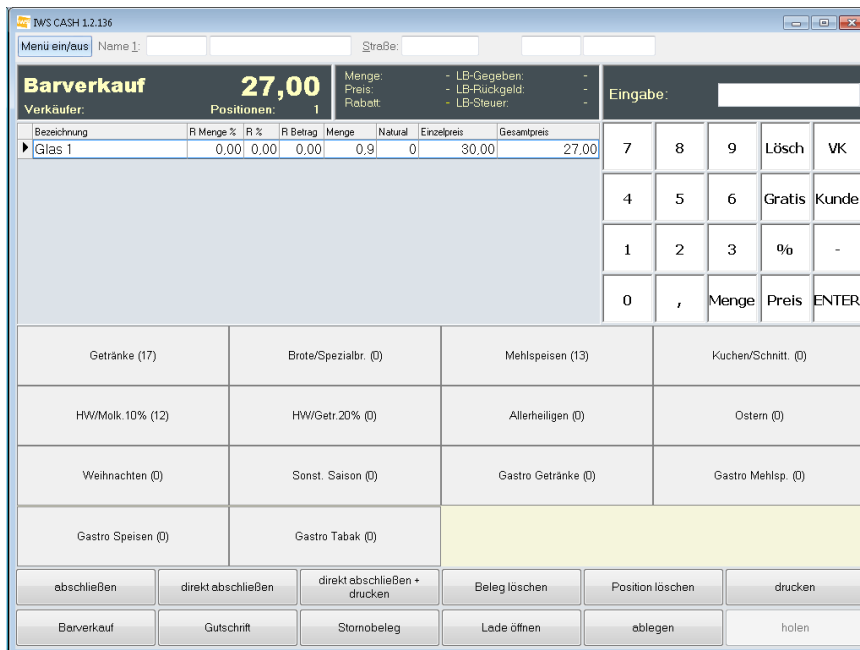 IWS CASH 1.2.136
Menü ein/aus Name 1: Straße:
Barverkauf 27,00
Verkäufer: Positionen: 1
Menge: - LB-Gegeben: -
Preis: - LB-Rückgeld: -
Rabatt: - LB-Steuer: -
Eingabe:
Bezeichnung R Menge % R % R Betrag Menge Natural Einzelpreis Gesamtpreis
Glas 1 0,00 0,00 0,00 0,9 0 30,00 27,00
7 8 9 Lösch VK
4 5 6 Gratis Kunde
1 2 3 % -
0 , Menge Preis ENTER
Getränke (17) Brote/Spezialbr. (0) Mehlspeisen (13) Kuchen/Schnitt. (0)
HW/Molk.10% (12) HW/Getr.20% (0) Allerheiligen (0) Ostern (0)
Weihnachten (0) Sonst. Saison (0) Gastro Getränke (0) Gastro Mehlsp. (0)
Gastro Speisen (0) Gastro Tabak (0)
abschließen direkt abschließen direkt abschließen + drucken Beleg löschen Position löschen drucken
Barverkauf Gutschrift Stornobeleg Lade öffnen ablegen holen